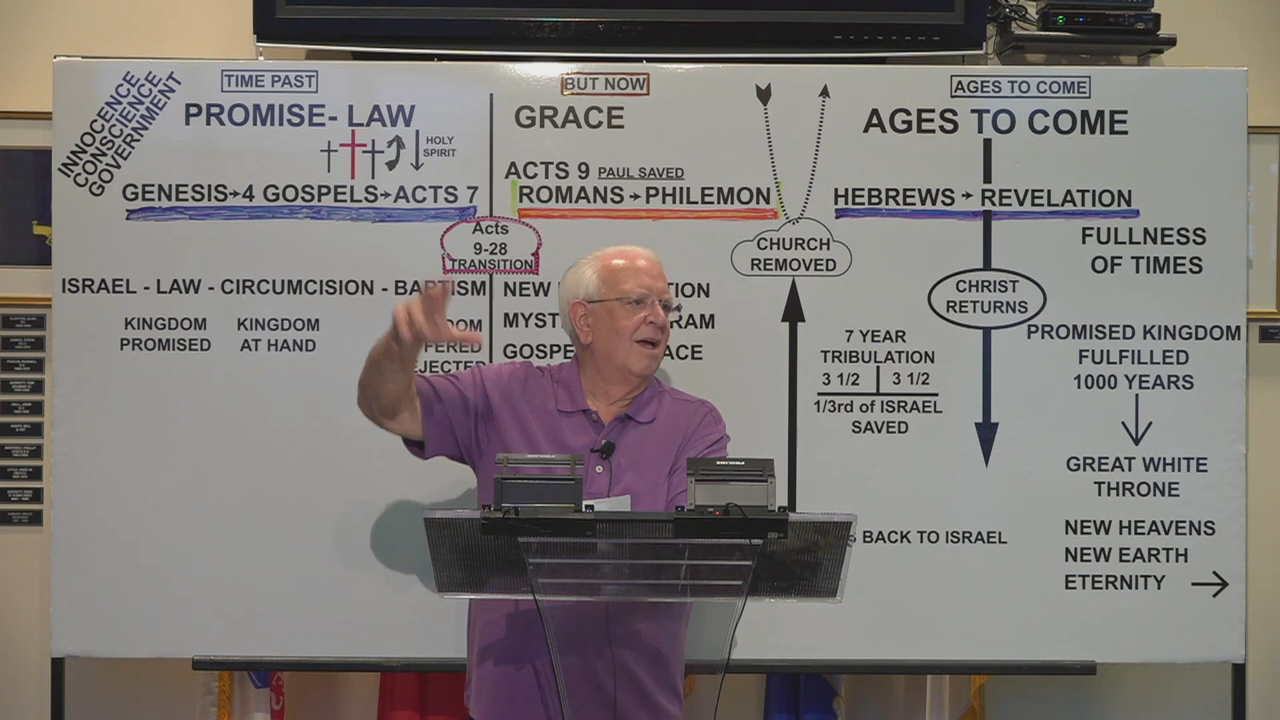 INNOCENCE
CONSCIENCE
GOVERNMENT
TIME PAST
PROMISE- LAW
HOLY
SPIRIT
GENESIS→4 GOSPELS→ACTS 7
Acts
9-28
TRANSITION
ISRAEL - LAW - CIRCUMCISION - BAPTISM
KINGDOM
PROMISED
KINGDOM
AT HAND
BUT NOW
GRACE
ACTS 9 PAUL SAVED
ROMANS→PHILEMON
NEW
CHURCH
REMOVED
7 YEAR
TRIBULATION
3 1/2 3 1/2
1/3rd of ISRAEL
SAVED
BACK TO ISRAEL
AGES TO COME
AGES TO COME
HEBREWS→REVELATION
FULLNESS
OF TIMES
CHRIST
RETURNS
PROMISED KINGDOM
FULFILLED
1000 YEARS
GREAT WHITE
THRONE
NEW HEAVENS
NEW EARTH
ETERNITY →